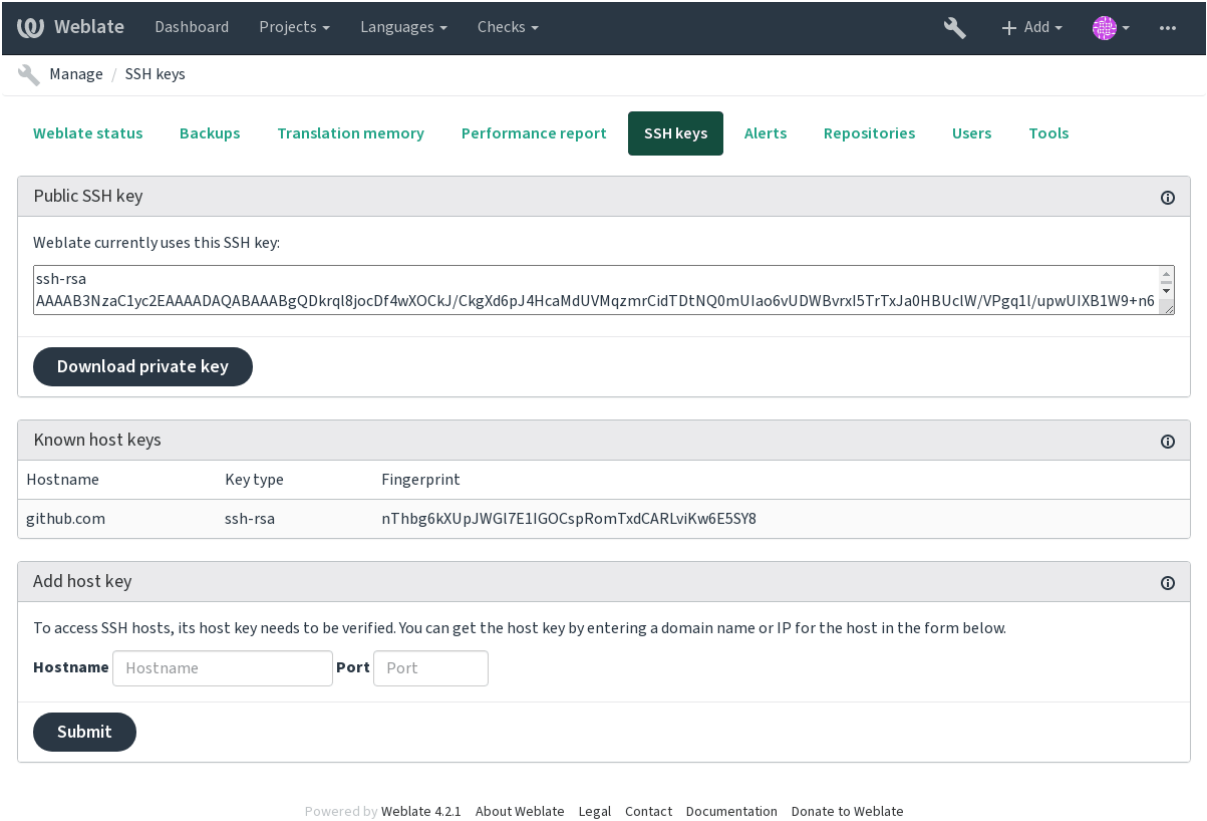 Weblate Dashboard Projects Languages Checks Add
Manage / SSH keys
Weblate status Backups Translation memory Performance report SSH keys Alerts Repositories Users Tools
Public SSH key
Weblate currently uses this SSH key:
ssh-rsa
AAAAB3NzaC1yc2EAAAADAQABAAABgQDkrql8jocDf4wXOCkJ/CkgXd6pJ4HcaMdUVMqzmrCidTDtNQ0mUIao6vUDWBvrxI5TrTxJa0HBUclW/VPgq1l/upwUIXB1W9+n6
Download private key
Known host keys
Hostname Key type Fingerprint
github.com ssh-rsa nThbg6kXUpJWGl7E1IGOCspRomTxdCARLviKw6E5SY8
Add host key
To access SSH hosts, its host key needs to be verified. You can get the host key by entering a domain name or IP for the host in the form below.
Hostname Hostname Port Port
Submit
Powered by Weblate 4.2.1 About Weblate Legal Contact Documentation Donate to Weblate